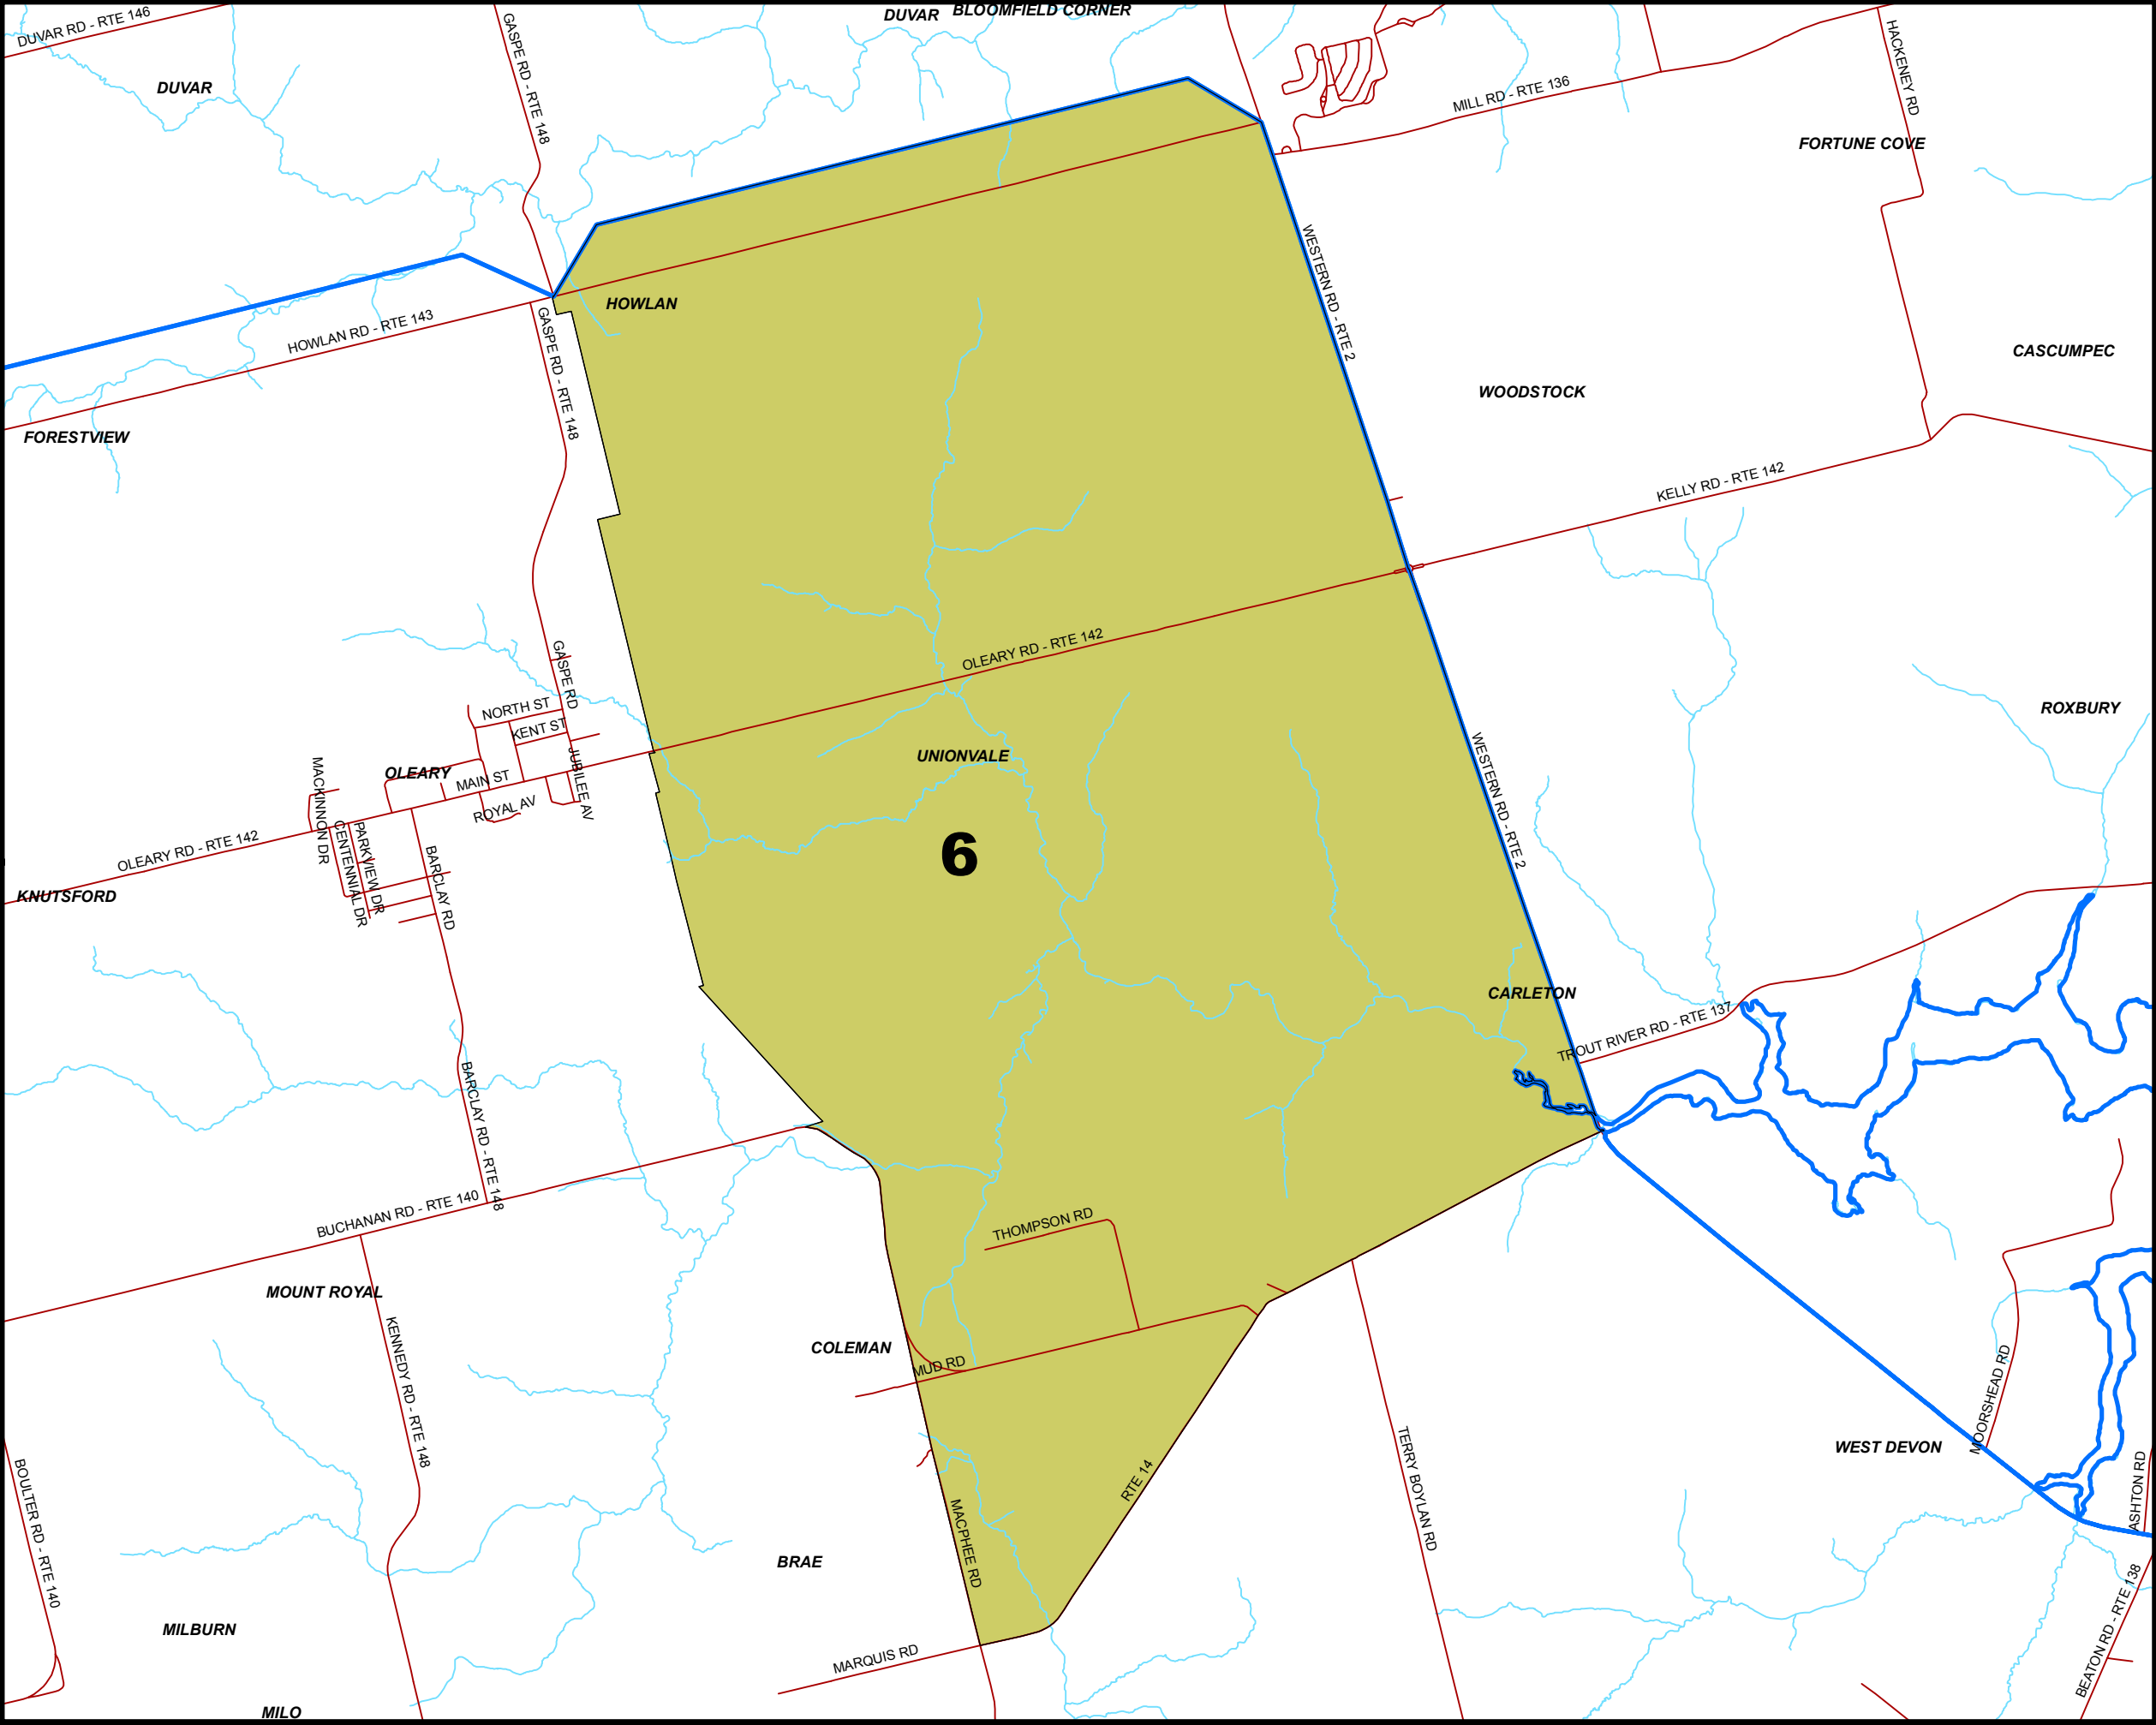 DUVAR RD - RTE 146
DUVAR
BLOOMFIELD CORNER
DUVAR
GASPE RD - RTE 148
MILL RD - RTE 136
HACKENEY RD
FORTUNE COVE
HOWLAN
HOWLAN RD - RTE 143
GASPE RD - RTE 148
WESTERN RD - RTE 2
WOODSTOCK
CASCUMPEC
FORESTVIEW
KELLY RD - RTE 142
OLEARY RD - RTE 142
GASPE RD
NORTH ST
KENT ST
JUBILEE AV
OLEARY
MAIN ST
ROYAL AV
MACKINNON DR
CENTENNIAL DR
PARKVIEW DR
BARCLAY RD
OLEARY RD - RTE 142
KNUTSFORD
UNIONVALE
6
WESTERN RD - RTE 2
ROXBURY
CARLETON
TROUT RIVER RD - RTE 137
BARCLAY RD - RTE 148
BUCHANAN RD - RTE 140
THOMPSON RD
MOUNT ROYAL
KENNEDY RD - RTE 148
COLEMAN
MUD RD
MOORSHEAD RD
WEST DEVON
TERRY BOYLAN RD
RTE 14
MACPHEE RD
ASHTON RD
BOULTER RD - RTE 140
BRAE
BEATON RD - RTE 138
MILBURN
MARQUIS RD
MILO